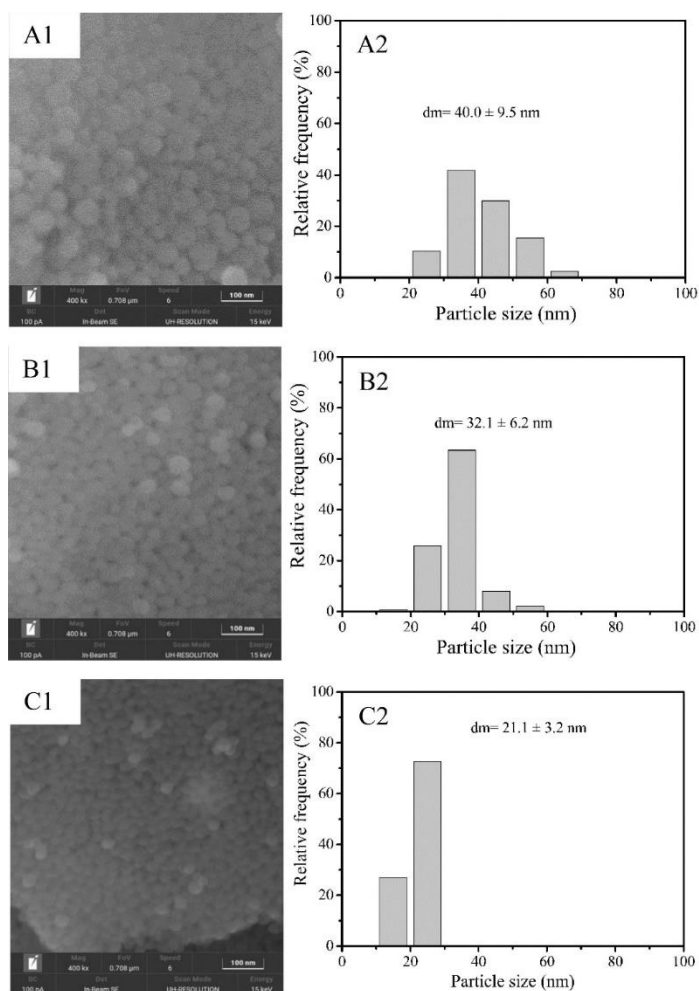 A1
Mag FoV Speed
400 kx 0.708 µm 6 100 nm
BC Det Scan Mode Energy
100 pA In-Beam SE UH-RESOLUTION 15 keV
A2
dm= 40.0 ± 9.5 nm
Relative frequency (%)
100
80
60
40
20
0
0 20 40 60 80 100
Particle size (nm)
B1
Mag FoV Speed
400 kx 0.708 µm 6 100 nm
BC Det Scan Mode Energy
100 pA In-Beam SE UH-RESOLUTION 15 keV
B2
dm= 32.1 ± 6.2 nm
Relative frequency (%)
100
80
60
40
20
0
0 20 40 60 80 100
Particle size (nm)
C1
Mag FoV Speed
400 kx 0.708 µm 6 100 nm
BC Det Scan Mode Energy
100 pA In-Beam SE UH-RESOLUTION 15 keV
C2
dm= 21.1 ± 3.2 nm
Relative frequency (%)
100
80
60
40
20
0
0 20 40 60 80 100
Particle size (nm)